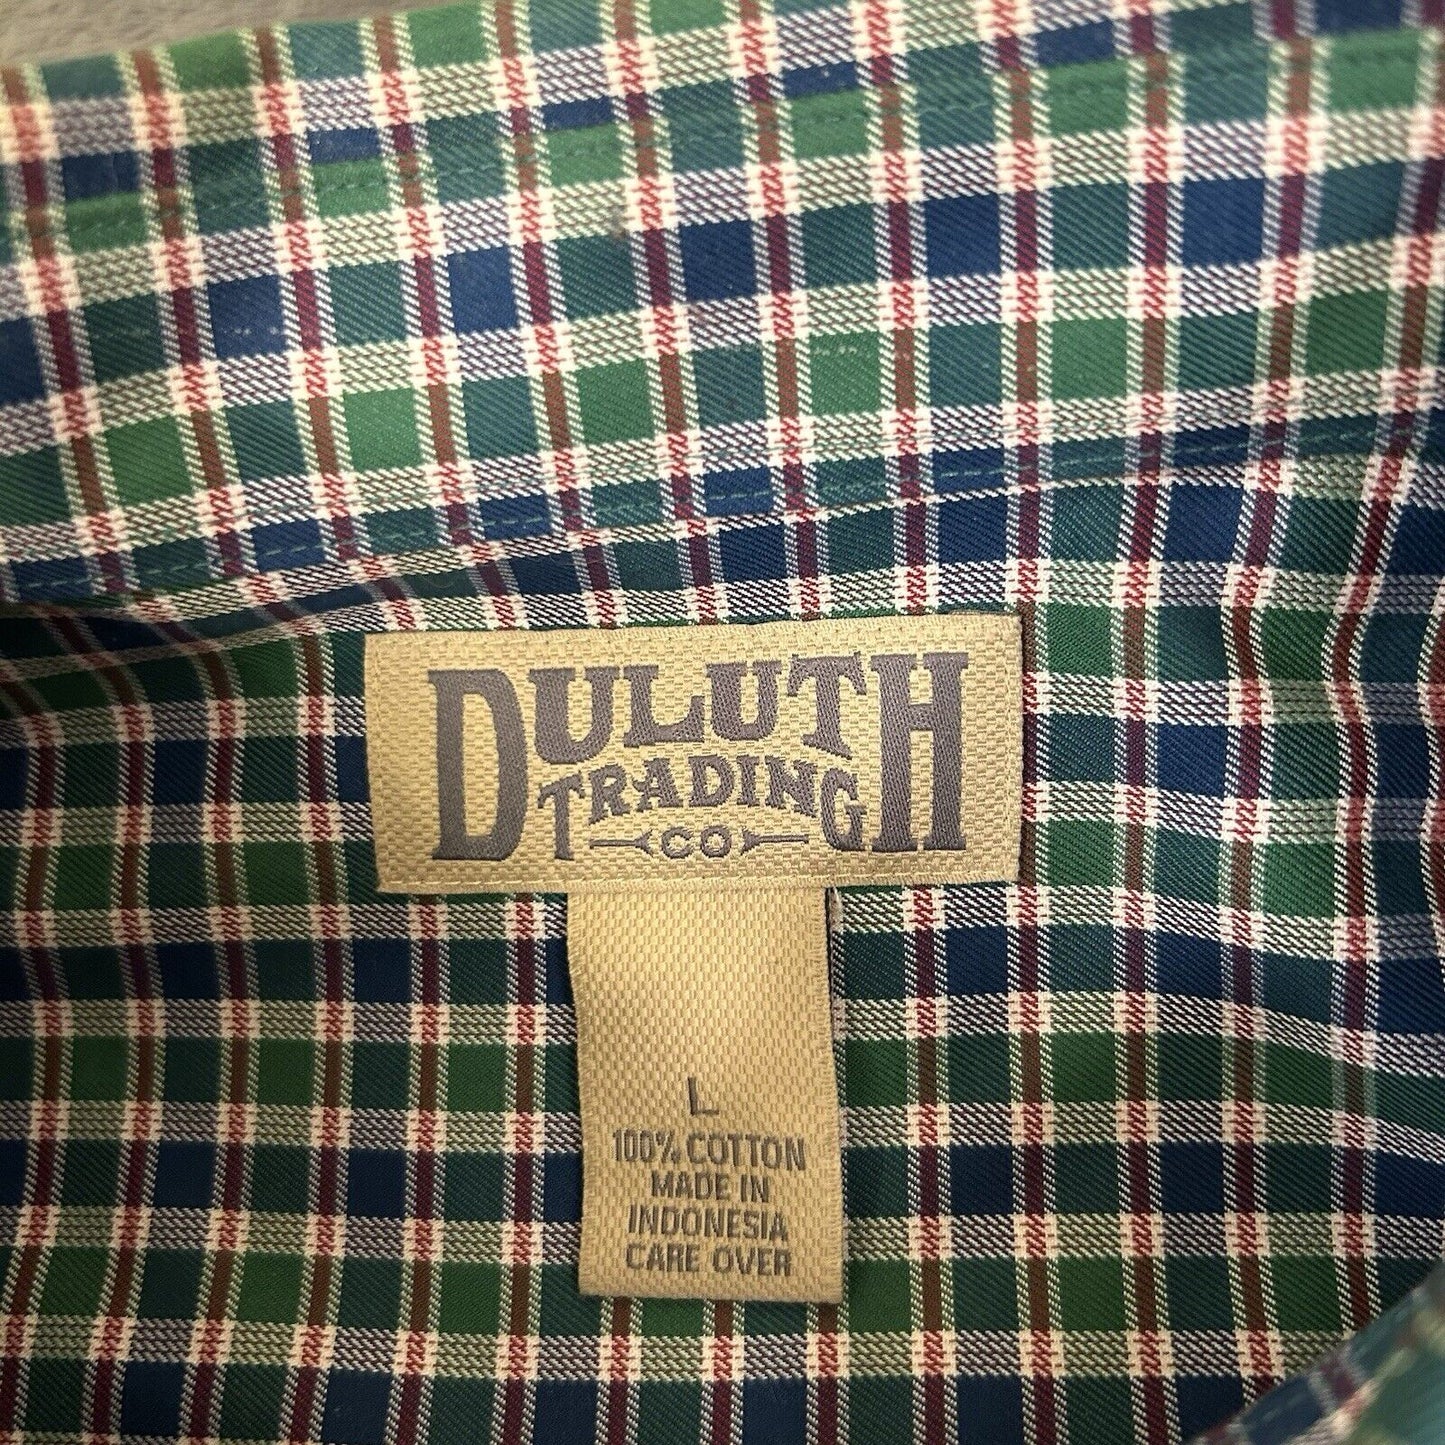 DULUTH
TRADING
CO
L
100% COTTON
MADE IN
INDONESIA
CARE OVER